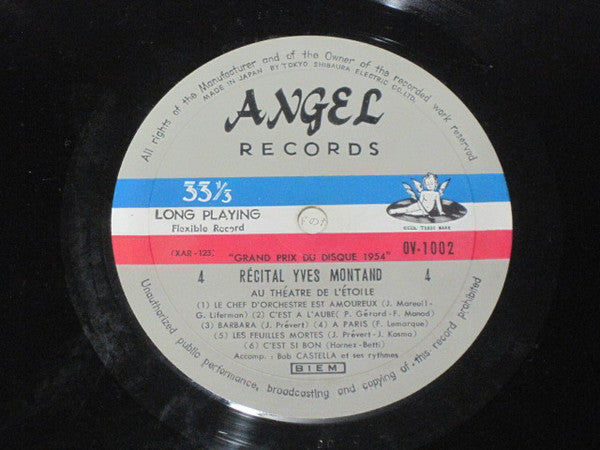 All rights of the Manufacturer and of the Owner of the recorded work reserved
MADE IN JAPAN BY TOKYO SHIBAURA ELECTRIC CO. LTD.
ANGEL
RECORDS
33⅓
LONG PLAYING
Flexible Record
REGD. TRADE MARK
(XAR-123)
"GRAND PRIX DU DISQUE 1954"
OV-1002
4 RÉCITAL YVES MONTAND 4
AU THÉATRE DE L'ÉTOILE
(1) LE CHEF D'ORCHESTRE EST AMOUREUX (J. Mareuil-
G. Liferman) (2) C'EST A L'AUBE (P. Gérard-F. Monod)
(3) BARBARA (J. Prévert) (4) A PARIS (F. Lemarque)
(5) LES FEUILLES MORTES (J. Prévert-J. Kosma)
(6) C'EST SI BON (Hornez-Betti)
Accomp.: Bob CASTELLA et ses rythmes
BIEM
Unauthorized public performance, broadcasting and copying of this record prohibited